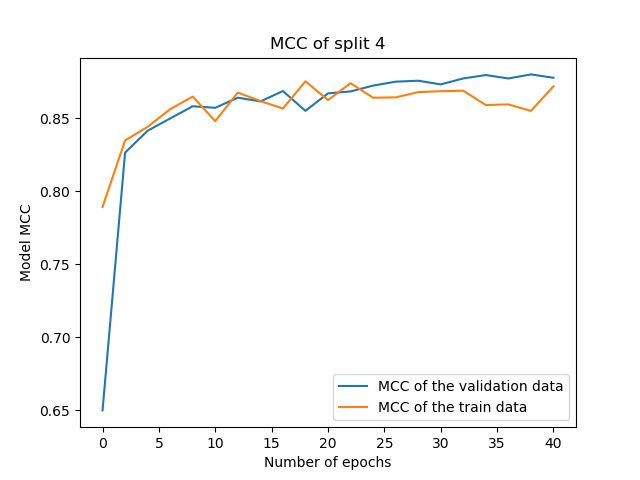 MCC of split 4
Model MCC
0.85
0.80
0.75
0.70
0.65
0 5 10 15 20 25 30 35 40
Number of epochs
MCC of the validation data
MCC of the train data